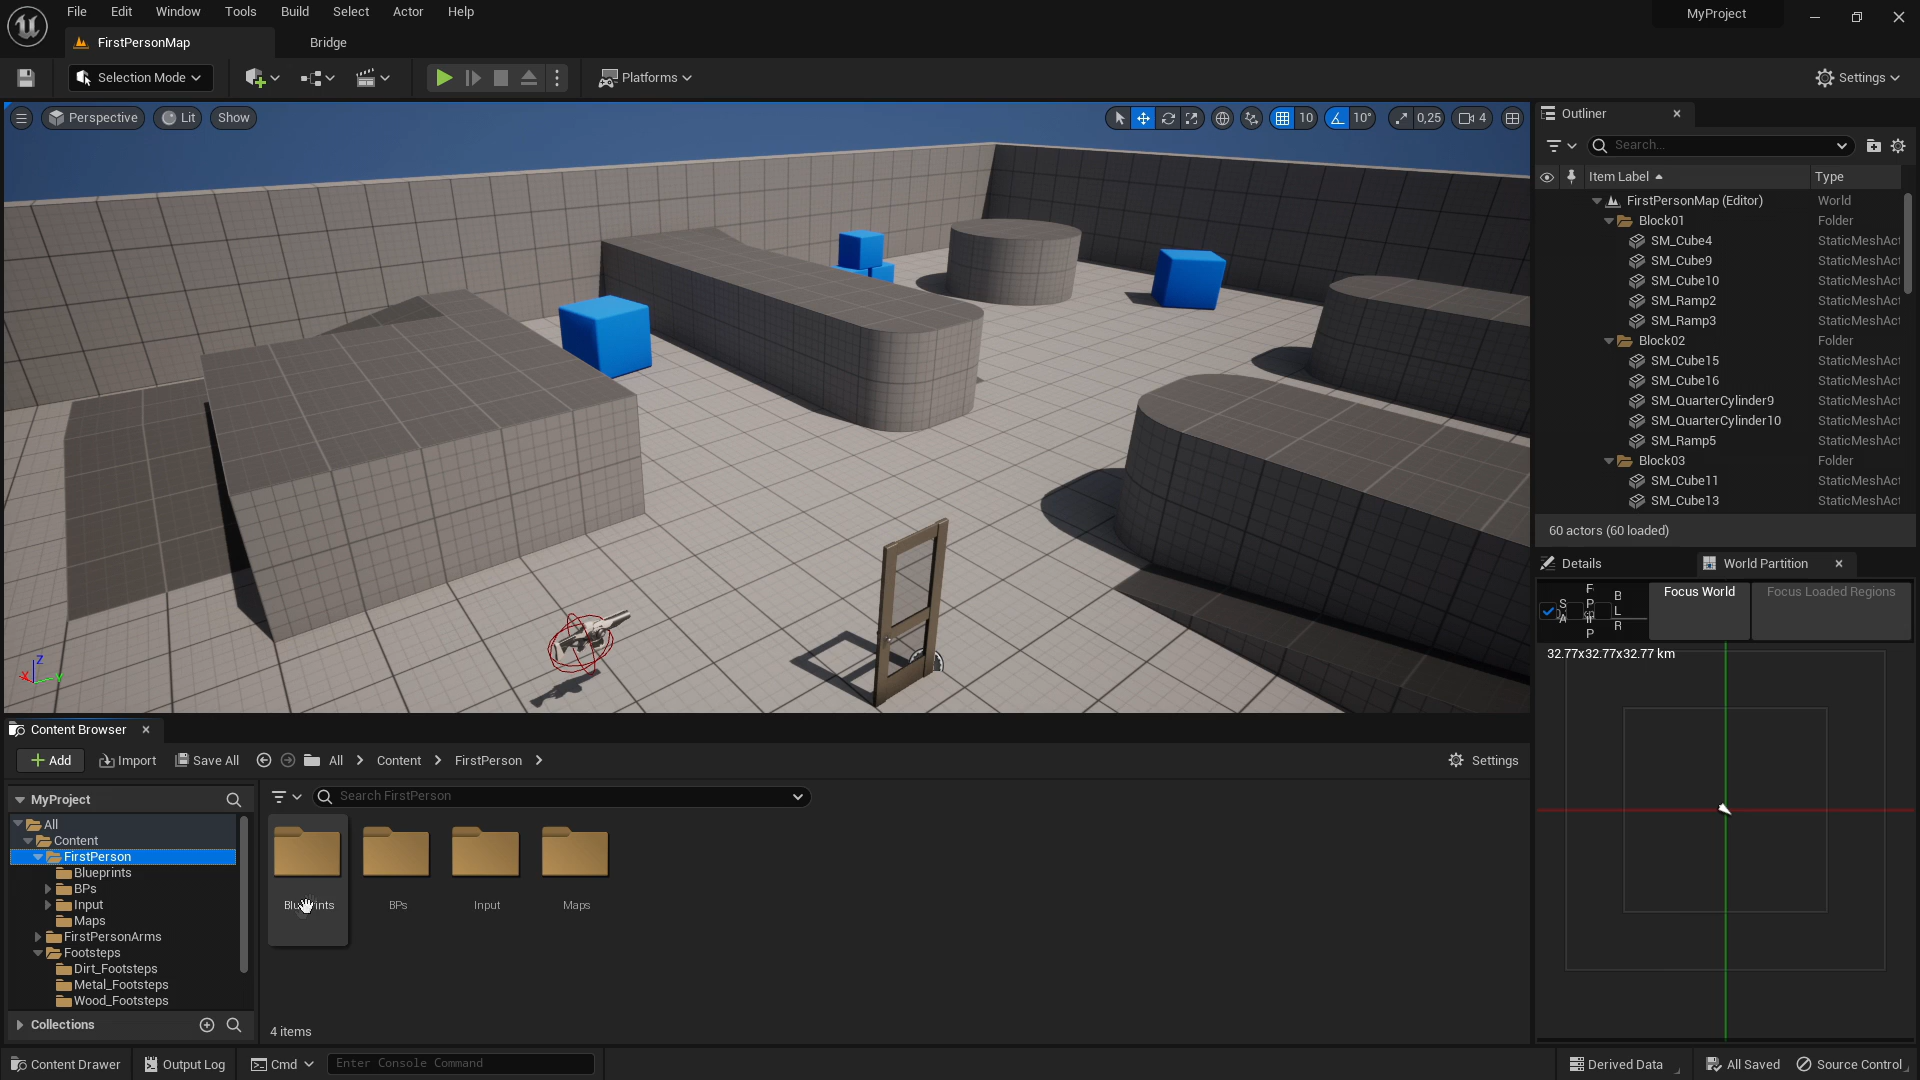 File Edit Window Tools Build Select Actor Help
MyProject
FirstPersonMap
Bridge
Selection Mode
Platforms
Settings
Perspective
Lit
Show
10
10°
0,25
4
Outliner
Search...
Item Label
Type
FirstPersonMap (Editor) World
Block01 Folder
SM_Cube4 StaticMeshAct
SM_Cube9 StaticMeshAct
SM_Cube10 StaticMeshAct
SM_Ramp2 StaticMeshAct
SM_Ramp3 StaticMeshAct
Block02 Folder
SM_Cube15 StaticMeshAct
SM_Cube16 StaticMeshAct
SM_QuarterCylinder9 StaticMeshAct
SM_QuarterCylinder10 StaticMeshAct
SM_Ramp5 StaticMeshAct
Block03 Folder
SM_Cube11 StaticMeshAct
SM_Cube13 StaticMeshAct
60 actors (60 loaded)
Details
World Partition
Focus World
Focus Loaded Regions
32.77x32.77x32.77 km
X
Y
Z
Content Browser
Add
Import
Save All
All
Content
FirstPerson
Settings
MyProject
Search FirstPerson
All
Content
FirstPerson
Blueprints
BPs
Input
Maps
FirstPersonArms
Footsteps
Dirt_Footsteps
Metal_Footsteps
Wood_Footsteps
Collections
BPs
Input
Maps
4 items
Content Drawer
Output Log
Cmd
Enter Console Command
Derived Data
All Saved
Source Control